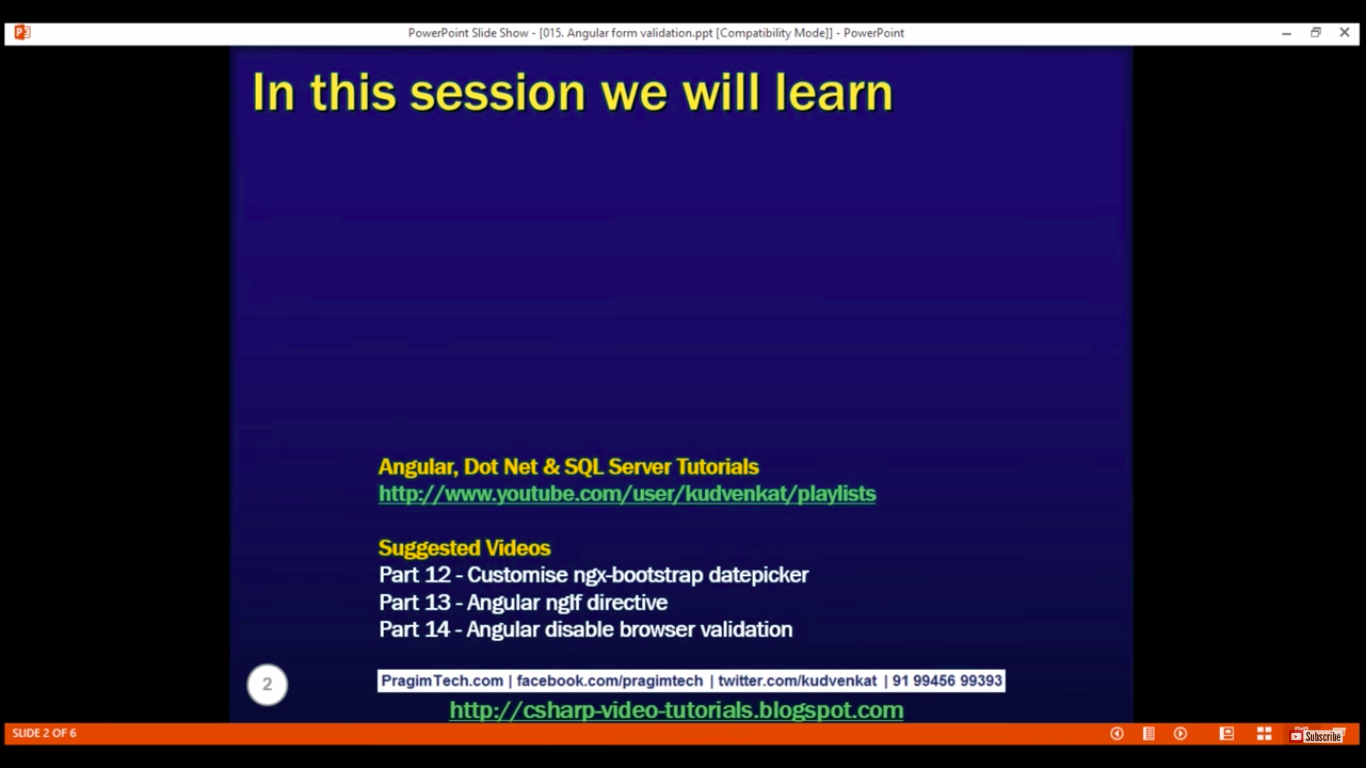 PowerPoint Slide Show - [015. Angular form validation.ppt [Compatibility Mode]] - PowerPoint
In this session we will learn
Angular, Dot Net & SQL Server Tutorials
http://www.youtube.com/user/kudvenkat/playlists
Suggested Videos
Part 12 - Customise ngx-bootstrap datepicker
Part 13 - Angular ngIf directive
Part 14 - Angular disable browser validation
2
PragimTech.com | facebook.com/pragimtech | twitter.com/kudvenkat | 91 99456 99393
http://csharp-video-tutorials.blogspot.com
SLIDE 2 OF 6
Subscribe